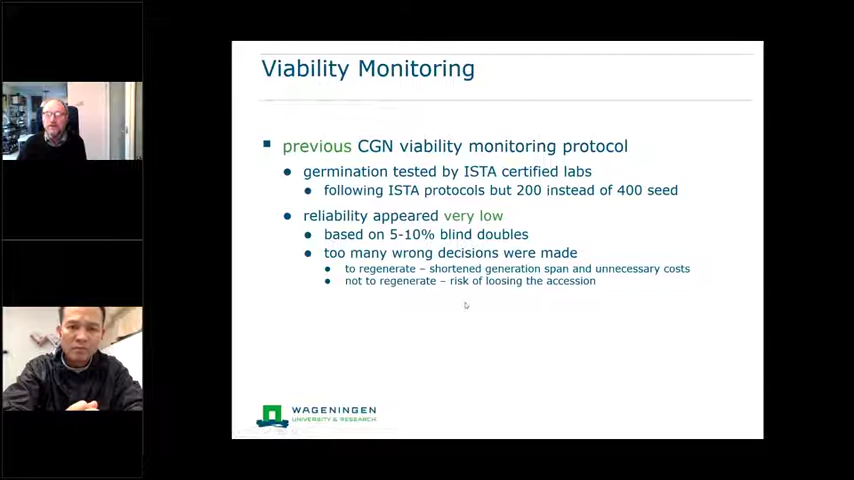 Viability Monitoring
previous CGN viability monitoring protocol
germination tested by ISTA certified labs
following ISTA protocols but 200 instead of 400 seed
reliability appeared very low
based on 5-10% blind doubles
too many wrong decisions were made
to regenerate – shortened generation span and unnecessary costs
not to regenerate – risk of loosing the accession
WAGENINGEN
UNIVERSITY & RESEARCH